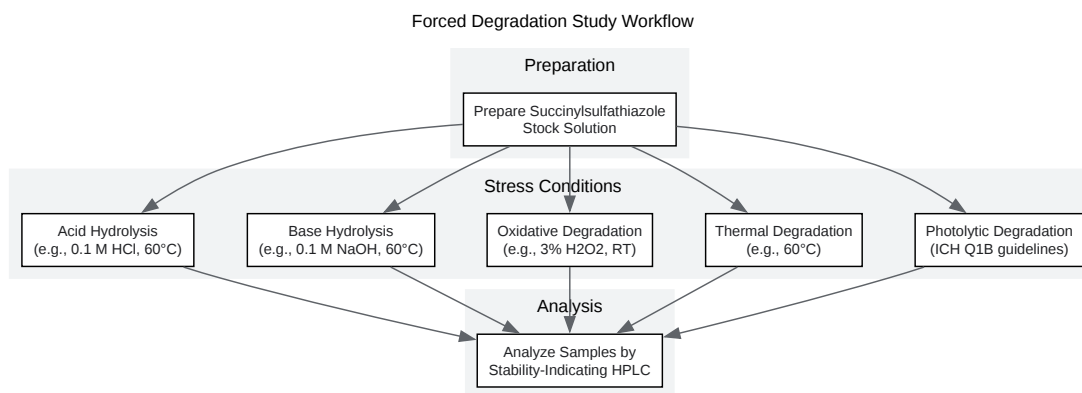 Forced Degradation Study Workflow
Preparation
Prepare Succinylsulfathiazole
Stock Solution
Stress Conditions
Acid Hydrolysis
(e.g., 0.1 M HCl, 60°C)
Base Hydrolysis
(e.g., 0.1 M NaOH, 60°C)
Oxidative Degradation
(e.g., 3% H2O2, RT)
Thermal Degradation
(e.g., 60°C)
Photolytic Degradation
(ICH Q1B guidelines)
Analysis
Analyze Samples by
Stability-Indicating HPLC